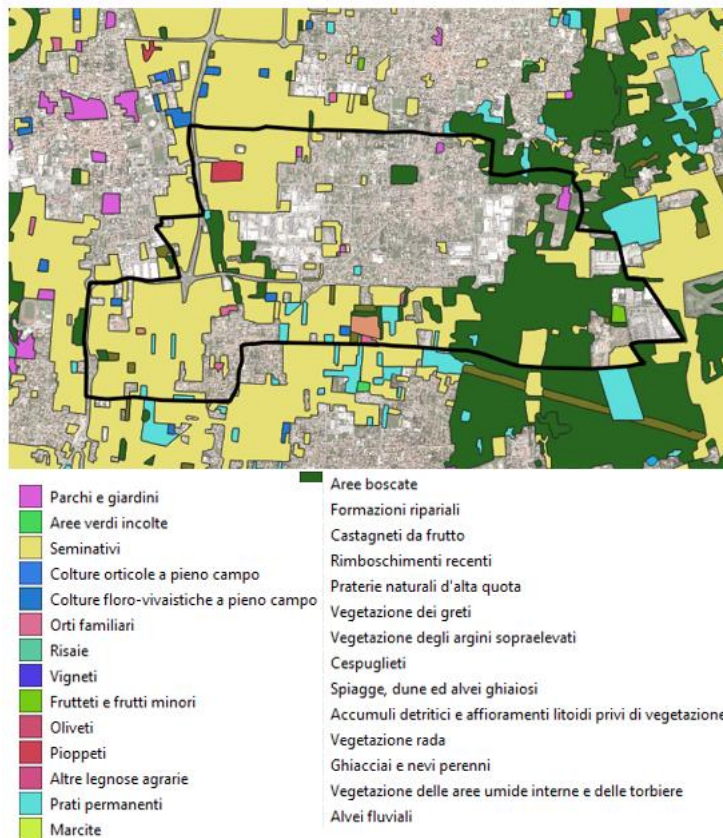 Parchi e giardini
Aree verdi incolte
Seminativi
Colture orticole a pieno campo
Colture floro-vivaistiche a pieno campo
Orti familiari
Risaie
Vigneti
Frutteti e frutti minori
Oliveti
Pioppeti
Altre legnose agrarie
Prati permanenti
Marcite
Aree boscate
Formazioni ripariali
Castagneti da frutto
Rimboschimenti recenti
Praterie naturali d'alta quota
Vegetazione dei greti
Vegetazione degli argini sopraelevati
Cespuglieti
Spiagge, dune ed alvei ghiaiosi
Accumuli detritici e affioramenti litoidi privi di vegetazione
Vegetazione rada
Ghiacciai e nevi perenni
Vegetazione delle aree umide interne e delle torbiere
Alvei fluviali